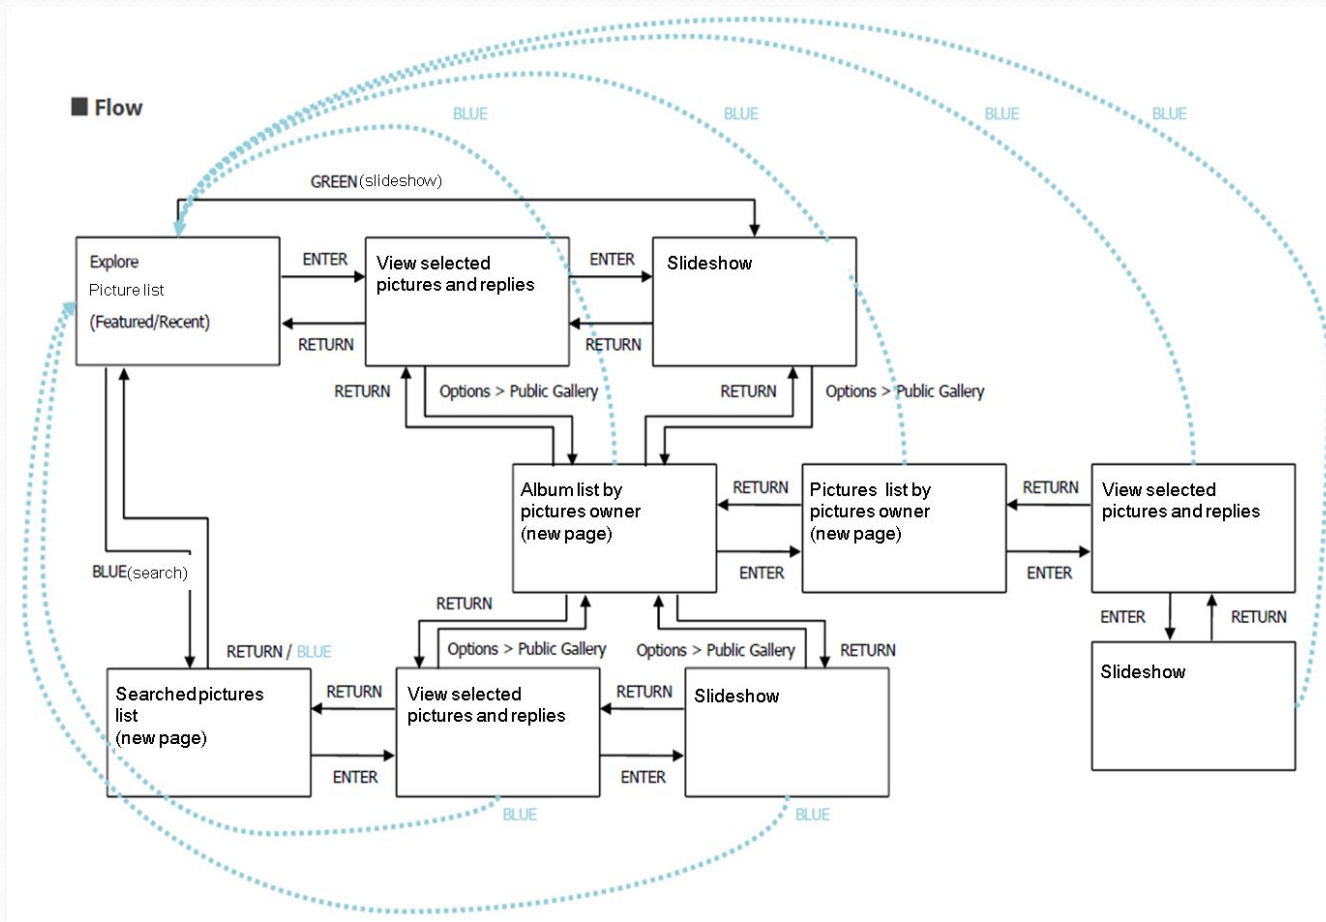 ■ Flow
BLUE
BLUE
BLUE
BLUE
GREEN(slideshow)
Explore
Picture list
(Featured/Recent)
ENTER
RETURN
View selected
pictures and replies
ENTER
RETURN
Slideshow
RETURN
Options > Public Gallery
RETURN
Options > Public Gallery
Album list by
pictures owner
(new page)
RETURN
ENTER
Pictures list by
pictures owner
(new page)
RETURN
ENTER
View selected
pictures and replies
BLUE(search)
RETURN
Options > Public Gallery
Options > Public Gallery
RETURN
ENTER
RETURN
RETURN / BLUE
Searched pictures
list
(new page)
RETURN
ENTER
View selected
pictures and replies
RETURN
ENTER
Slideshow
Slideshow
BLUE
BLUE